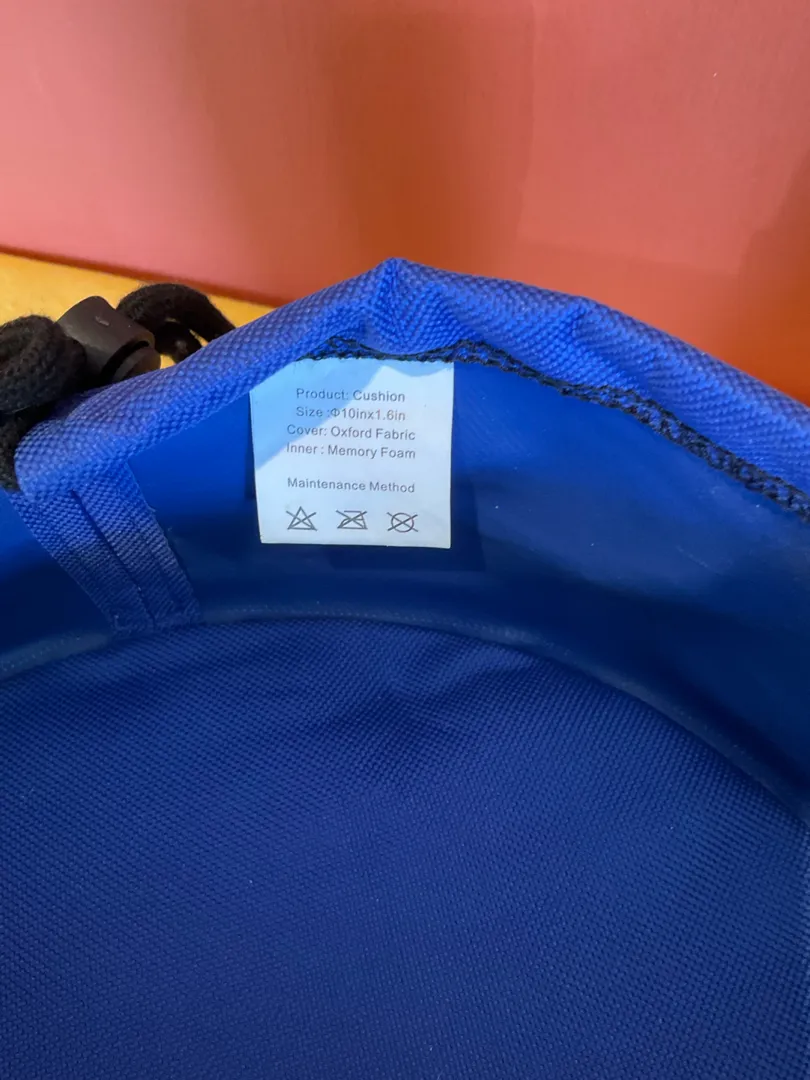 Product: Cushion
Size :Φ10inx1.6in
Cover: Oxford Fabric
Inner : Memory Foam
Maintenance Method